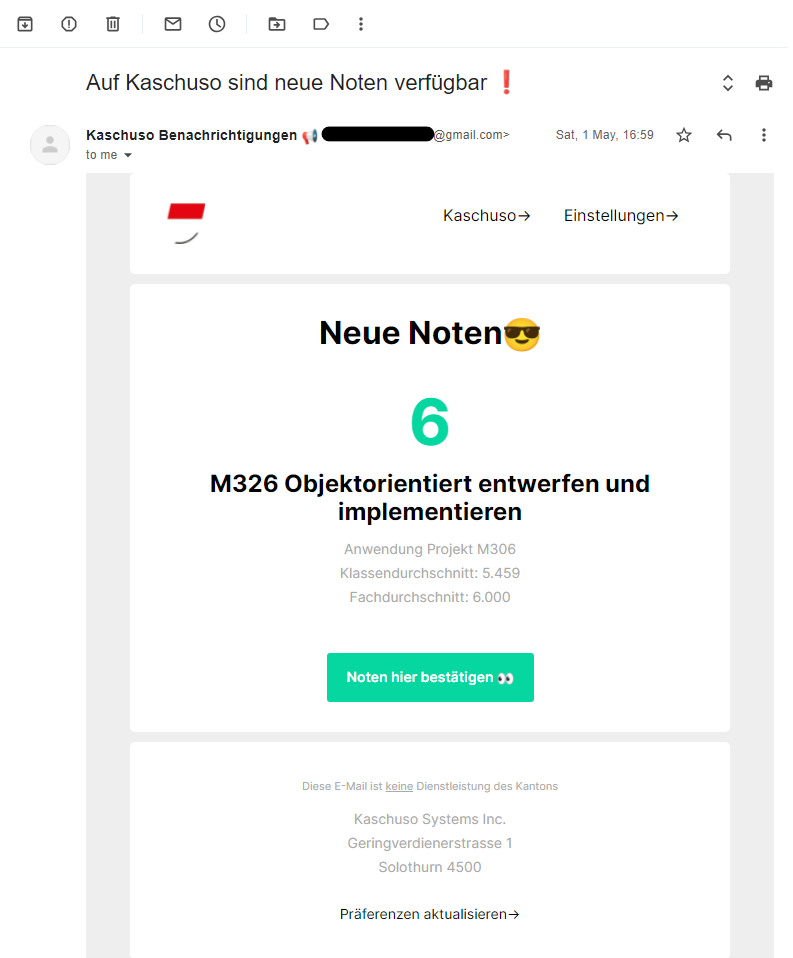 Auf Kaschuso sind neue Noten verfügbar ❗
Kaschuso Benachrichtigungen 📢 @gmail.com> Sat, 1 May, 16:59
to me
Kaschuso→ Einstellungen→
Neue Noten😎
6
M326 Objektorientiert entwerfen und
implementieren
Anwendung Projekt M306
Klassendurchschnitt: 5.459
Fachdurchschnitt: 6.000
Noten hier bestätigen 👀
Diese E-Mail ist keine Dienstleistung des Kantons
Kaschuso Systems Inc.
Geringverdienerstrasse 1
Solothurn 4500
Präferenzen aktualisieren→